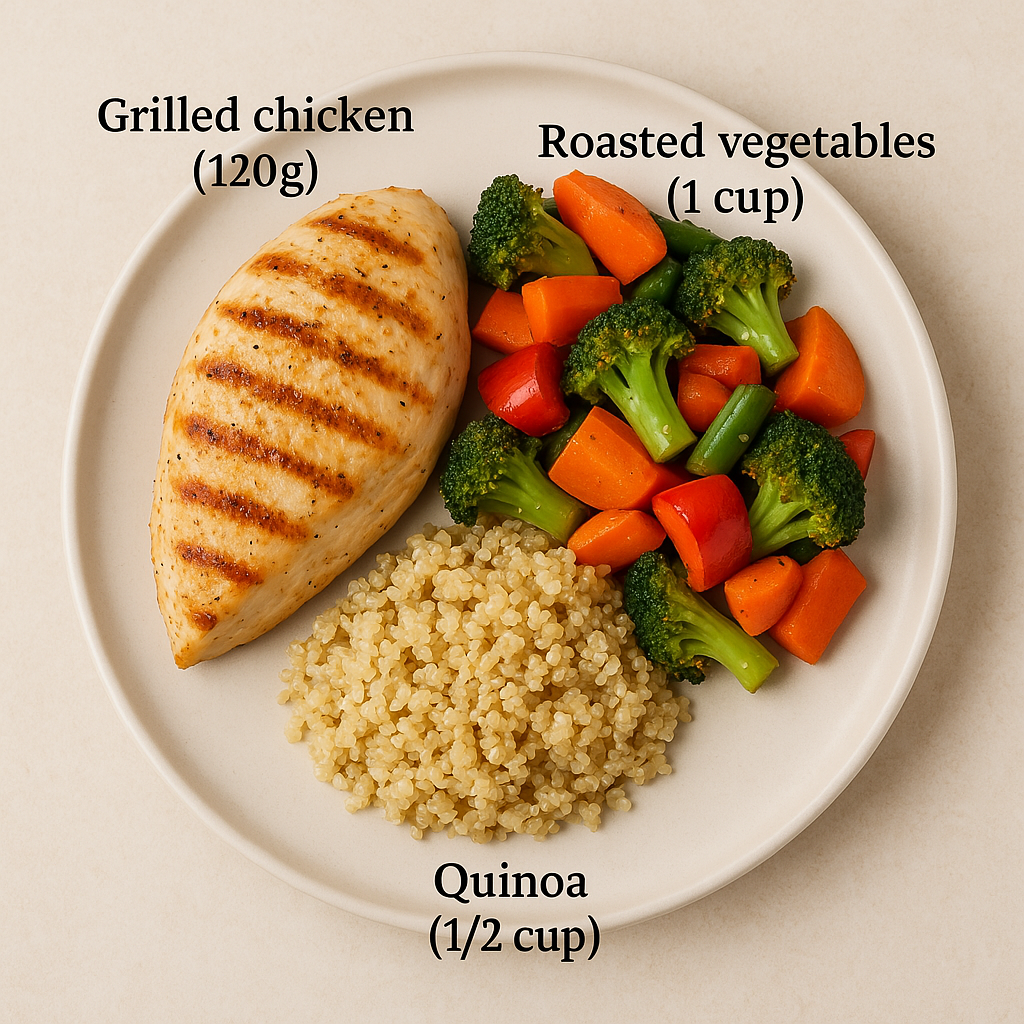 Grilled chicken
(120g)
Roasted vegetables
(1 cup)
Quinoa
(1/2 cup)